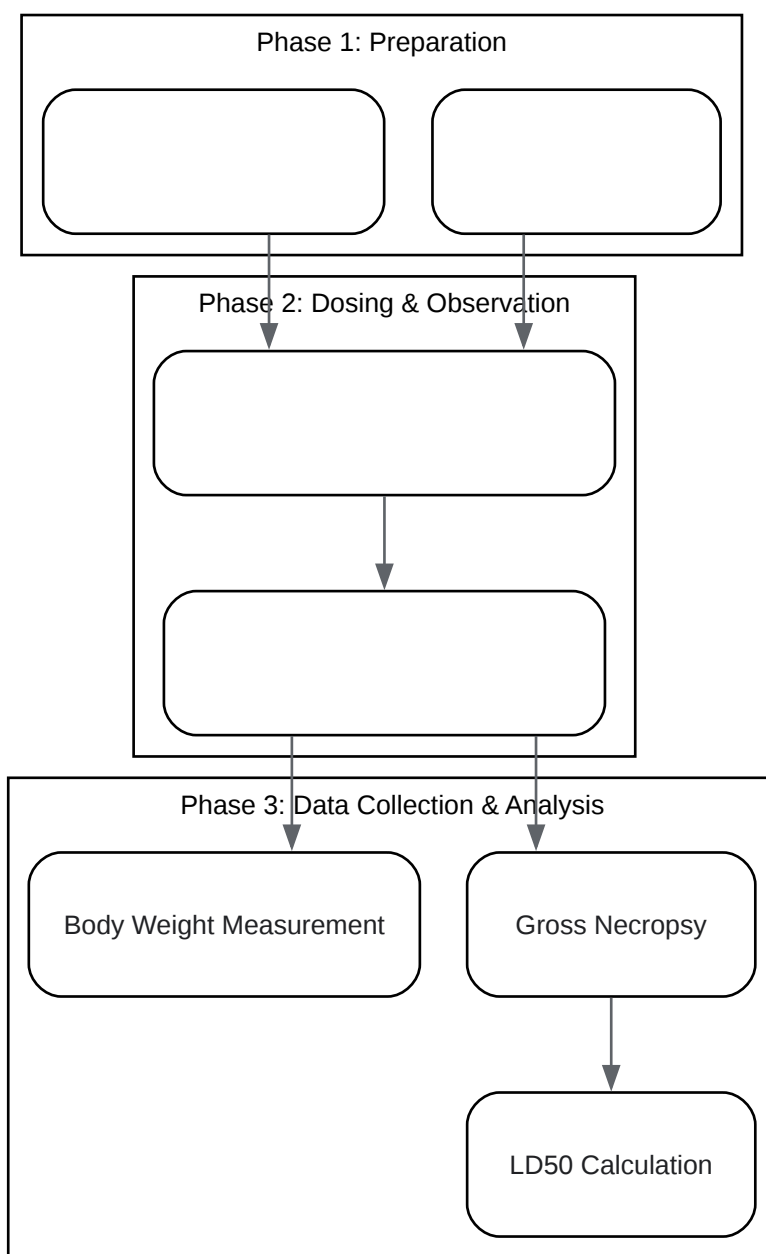 Phase 1: Preparation
Phase 2: Dosing & Observation
Phase 3: Data Collection & Analysis
Body Weight Measurement
Gross Necropsy
LD50 Calculation